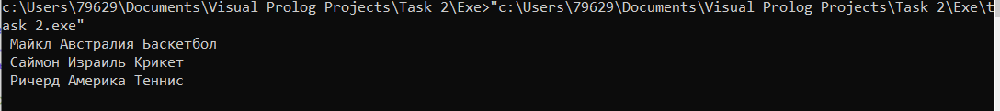 c:\Users\79629\Documents\Visual Prolog Projects\Task 2\Exe>"c:\Users\79629\Documents\Visual Prolog Projects\Task 2\Exe\t
ask 2.exe"
Майкл Австралия Баскетбол
Саймон Израиль Крикет
Ричерд Америка Теннис